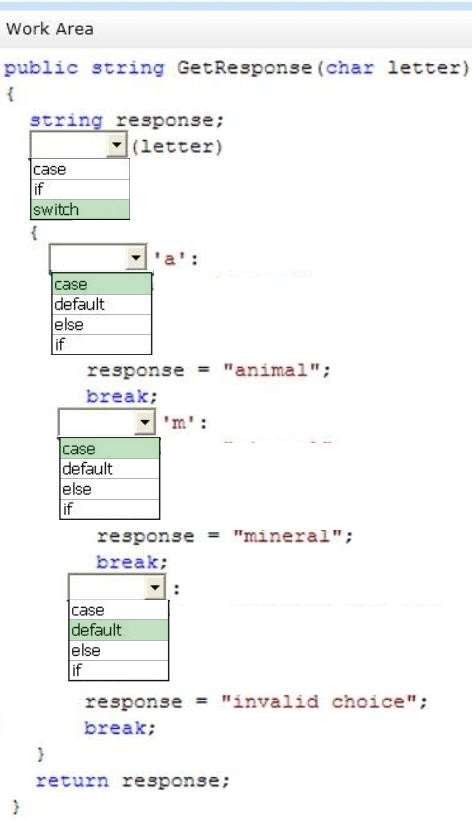 Work Area
public string GetResponse(char letter)
{
string response;
(letter)
case
if
switch
{
'a':
case
default
else
if
response = "animal";
break;
'm':
case
default
else
if
response = "mineral";
break;
:
case
default
else
if
response = "invalid choice";
break;
}
return response;
}